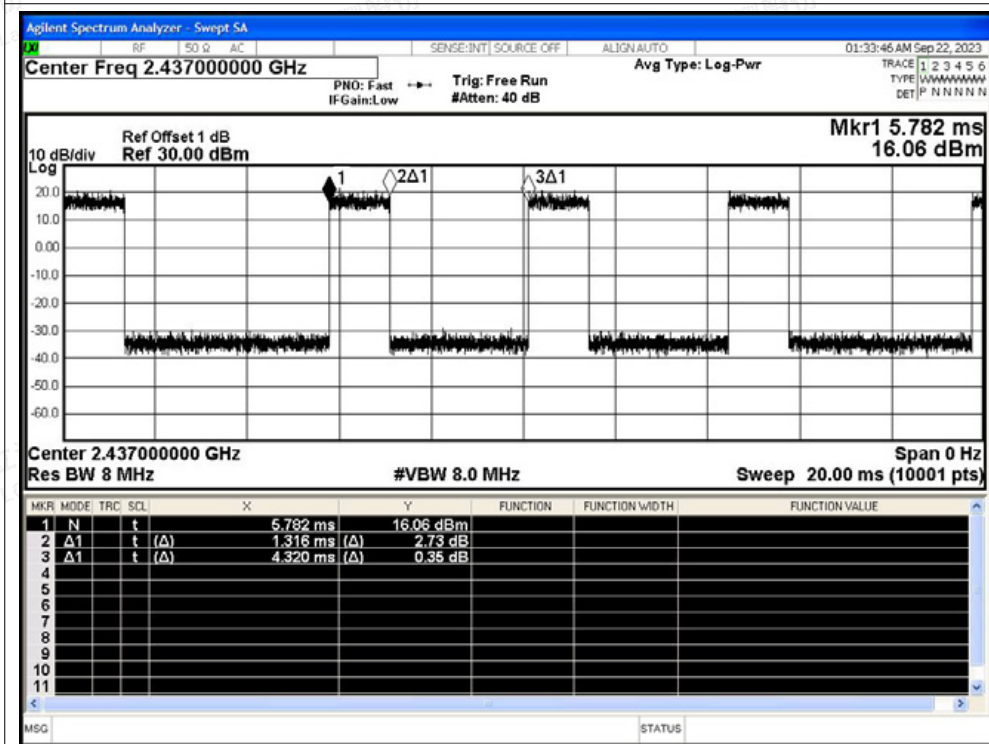 Agilent Spectrum Analyzer - Swept SA
LXI RF 50 Ω AC SENSE:INT SOURCE OFF ALIGN AUTO 01:33:46 AM Sep 22, 2023
Center Freq 2.437000000 GHz Avg Type: Log-Pwr TRACE 1 2 3 4 5 6
PNO: Fast Trig: Free Run TYPE WWWWWW
IFGain:Low #Atten: 40 dB DET P N N N N N
Mkr1 5.782 ms
Ref Offset 1 dB
10 dB/div Ref 30.00 dBm 16.06 dBm
Log
1 2Δ1 3Δ1
20.0
10.0
0.00
-10.0
-20.0
-30.0
-40.0
-50.0
-60.0
Center 2.437000000 GHz Span 0 Hz
Res BW 8 MHz #VBW 8.0 MHz Sweep 20.00 ms (10001 pts)
MKR MODE TRC SCL X Y FUNCTION FUNCTION WIDTH FUNCTION VALUE
1 N t 5.782 ms 16.06 dBm
2 Δ1 t (Δ) 1.316 ms (Δ) 2.73 dB
3 Δ1 t (Δ) 4.320 ms (Δ) 0.35 dB
4
5
6
7
8
9
10
11
MSG STATUS